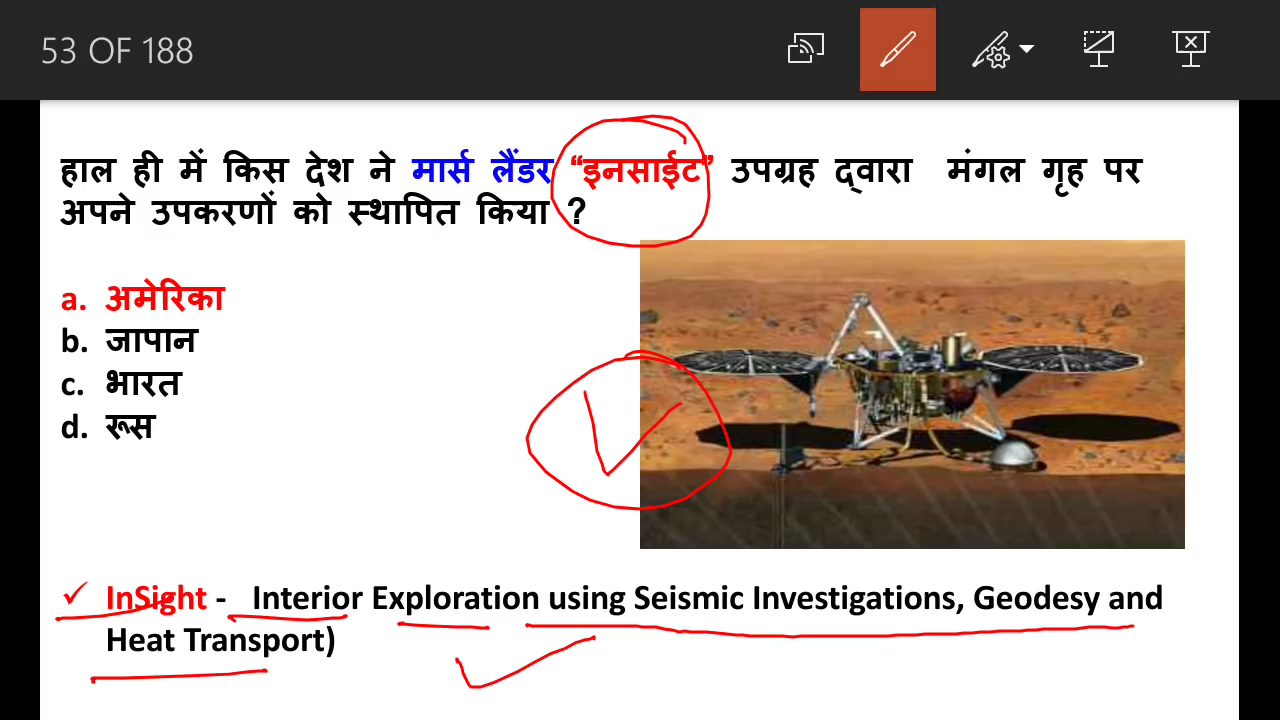 53 OF 188
हाल ही में किस देश ने मार्स लैंडर “इनसाईट” उपग्रह द्वारा मंगल गृह पर
अपने उपकरणों को स्थापित किया ?
a. अमेरिका
b. जापान
c. भारत
d. रूस
✓ InSight - Interior Exploration using Seismic Investigations, Geodesy and
Heat Transport)